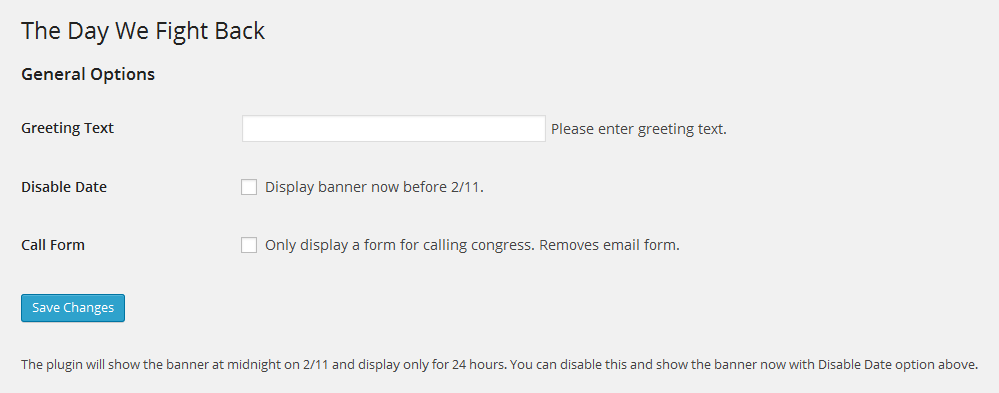 The Day We Fight Back
General Options
Greeting Text Please enter greeting text.
Disable Date Display banner now before 2/11.
Call Form Only display a form for calling congress. Removes email form.
Save Changes
The plugin will show the banner at midnight on 2/11 and display only for 24 hours. You can disable this and show the banner now with Disable Date option above.